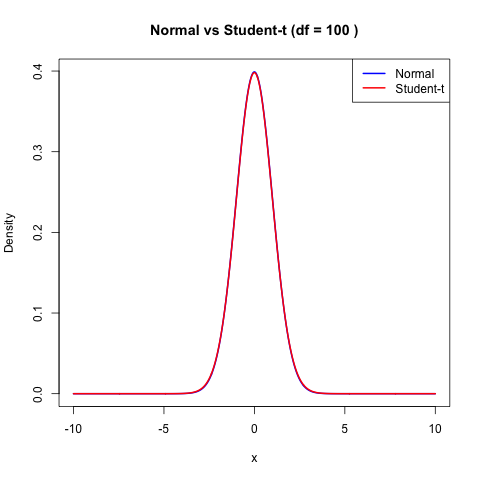 Normal vs Student-t (df = 100 )
Normal
Student-t
Density
0.4
0.3
0.2
0.1
0.0
-10 -5 0 5 10
x